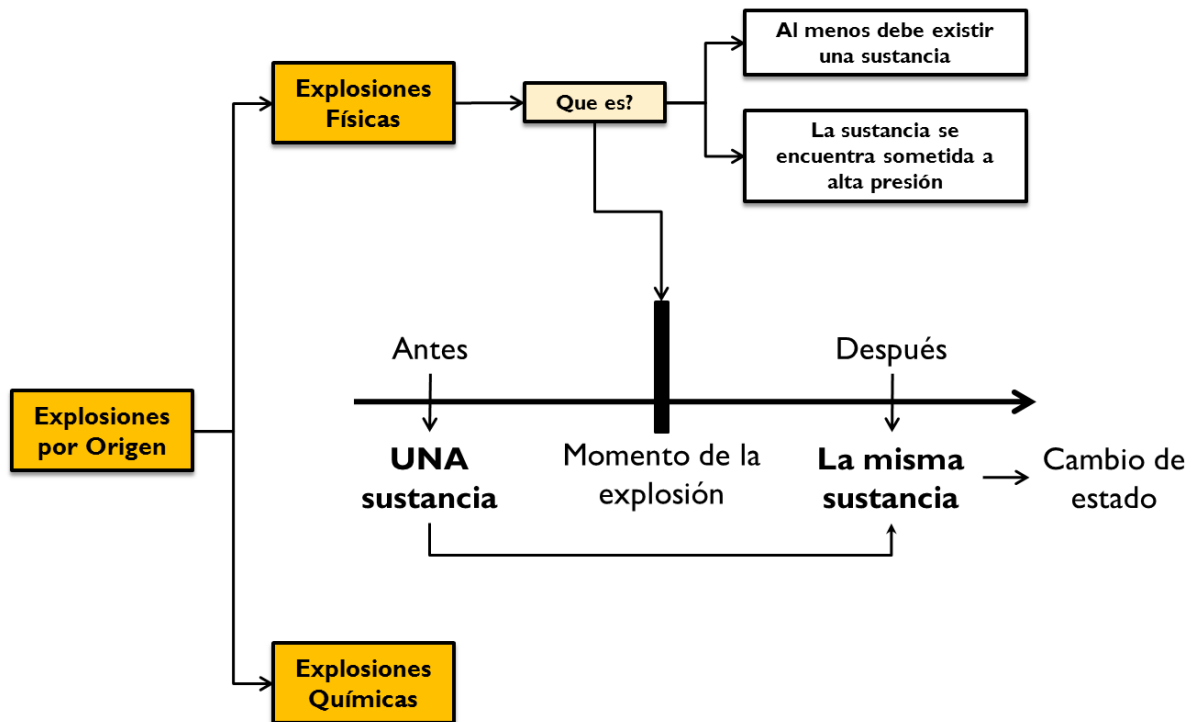 Al menos debe existir
una sustancia
Explosiones
Físicas
Que es?
La sustancia se
encuentra sometida a
alta presión
Antes
Después
Explosiones
por Origen
UNA
sustancia
Momento de la
explosión
La misma
sustancia
Cambio de
estado
Explosiones
Químicas